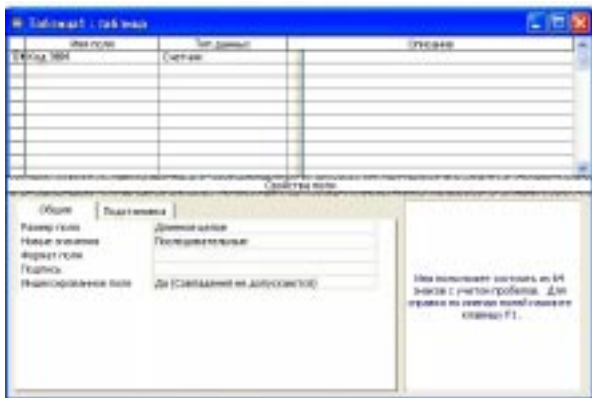 Таблица1 : таблица
Имя поля Тип данных Описание
Код ЭВМ Счетчик
Свойства поля
Общие Подстановка
Размер поля Длинное целое
Новые значения Последовательные
Формат поля
Подпись
Индексированное поле Да (Совпадения не допускаются)
Имя может состоять из 64
знаков с учетом пробелов. Для
справки по именам полей нажмите
клавишу F1.